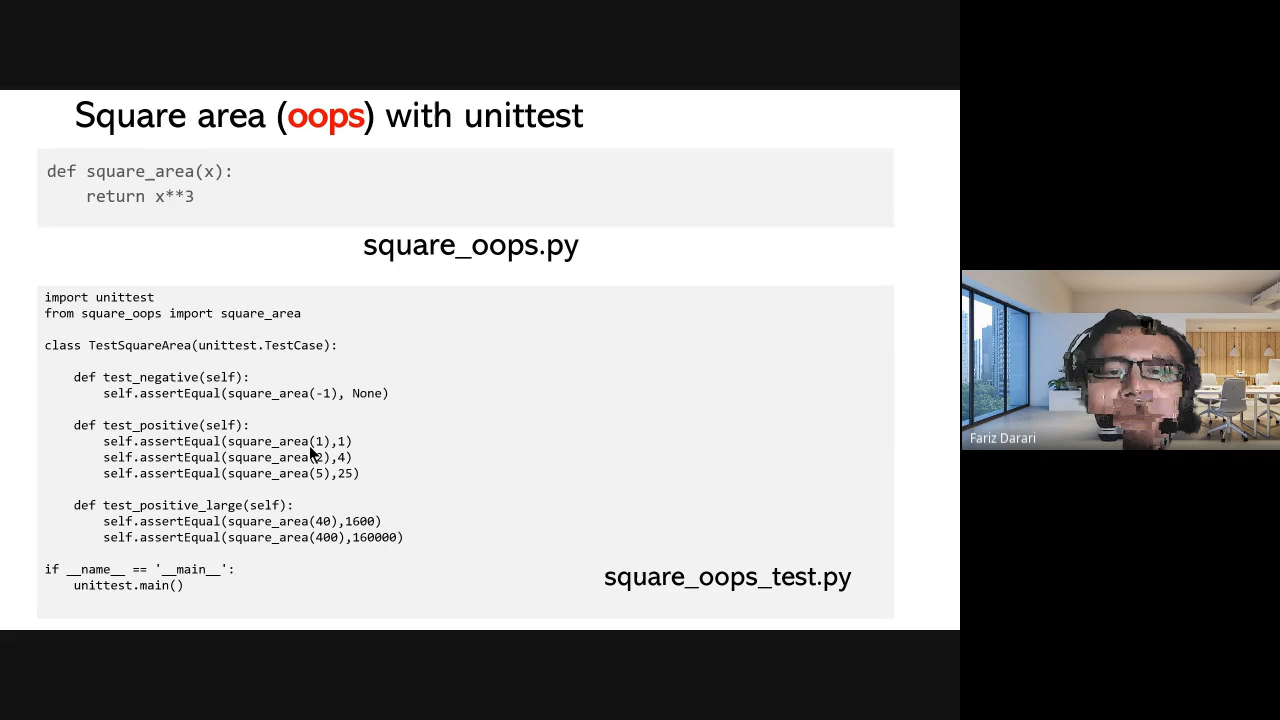 Square area (oops) with unittest
def square_area(x):
    return x**3
square_oops.py
import unittest
from square_oops import square_area
class TestSquareArea(unittest.TestCase):
    def test_negative(self):
        self.assertEqual(square_area(-1), None)
    def test_positive(self):
        self.assertEqual(square_area(1),1)
        self.assertEqual(square_area(2),4)
        self.assertEqual(square_area(5),25)
    def test_positive_large(self):
        self.assertEqual(square_area(40),1600)
        self.assertEqual(square_area(400),160000)
if __name__ == '__main__':
    unittest.main()
square_oops_test.py
Fariz Darari